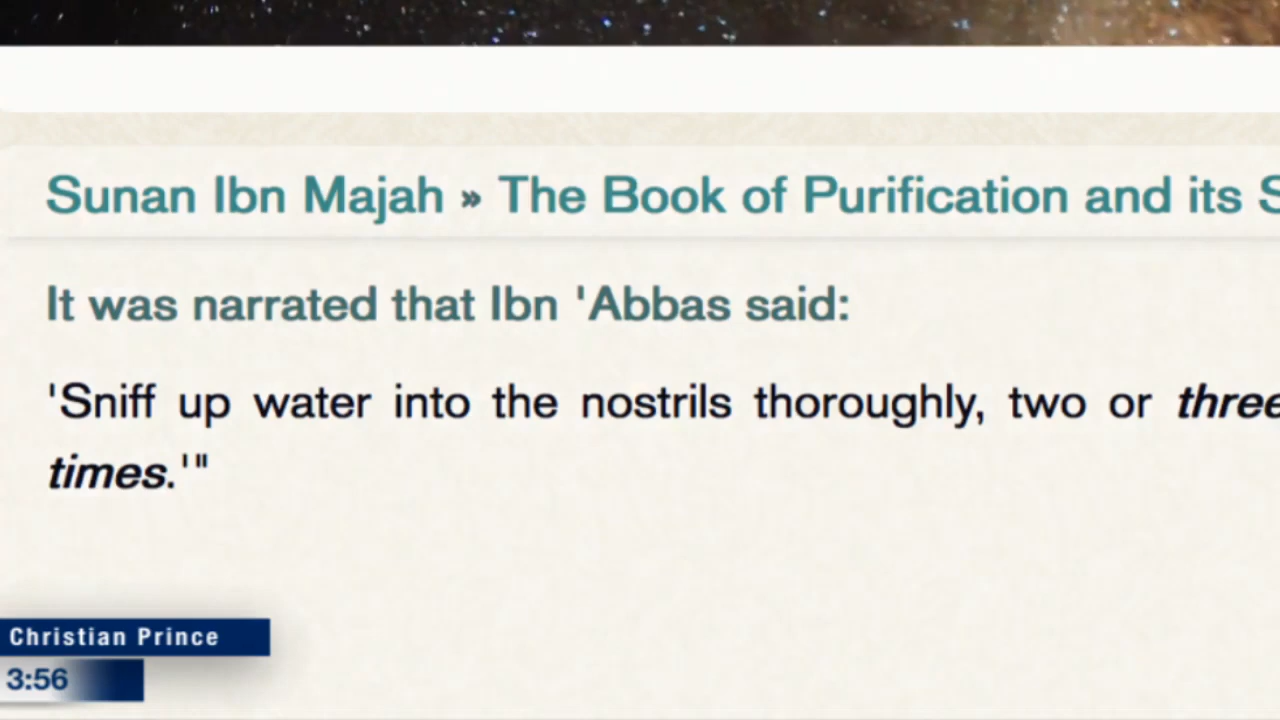 Sunan Ibn Majah » The Book of Purification and its
It was narrated that Ibn 'Abbas said:
'Sniff up water into the nostrils thoroughly, two or three
times.'"
Christian Prince
3:56